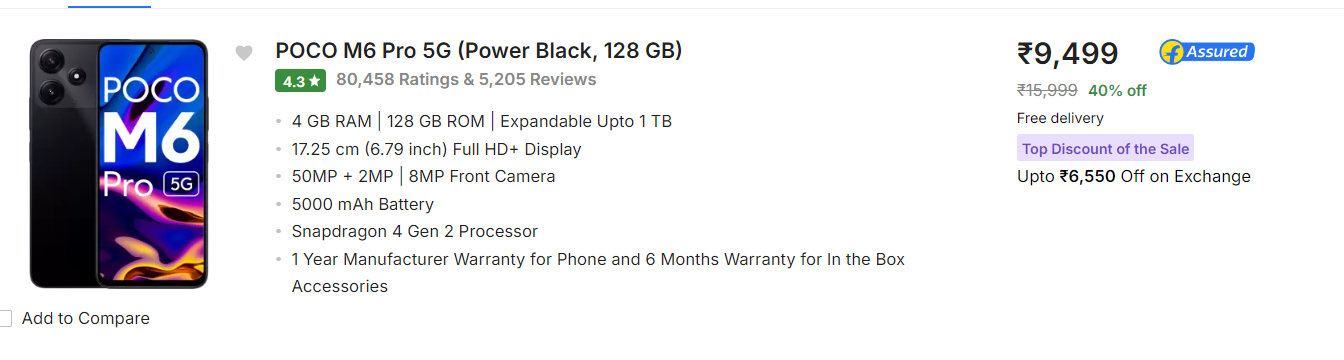 POCO
M6
Pro 5G
POCO M6 Pro 5G (Power Black, 128 GB)
4.3★ 80,458 Ratings & 5,205 Reviews
4 GB RAM | 128 GB ROM | Expandable Upto 1 TB
17.25 cm (6.79 inch) Full HD+ Display
50MP + 2MP | 8MP Front Camera
5000 mAh Battery
Snapdragon 4 Gen 2 Processor
1 Year Manufacturer Warranty for Phone and 6 Months Warranty for In the Box
Accessories
Add to Compare
₹9,499 Assured
₹15,999 40% off
Free delivery
Top Discount of the Sale
Upto ₹6,550 Off on Exchange